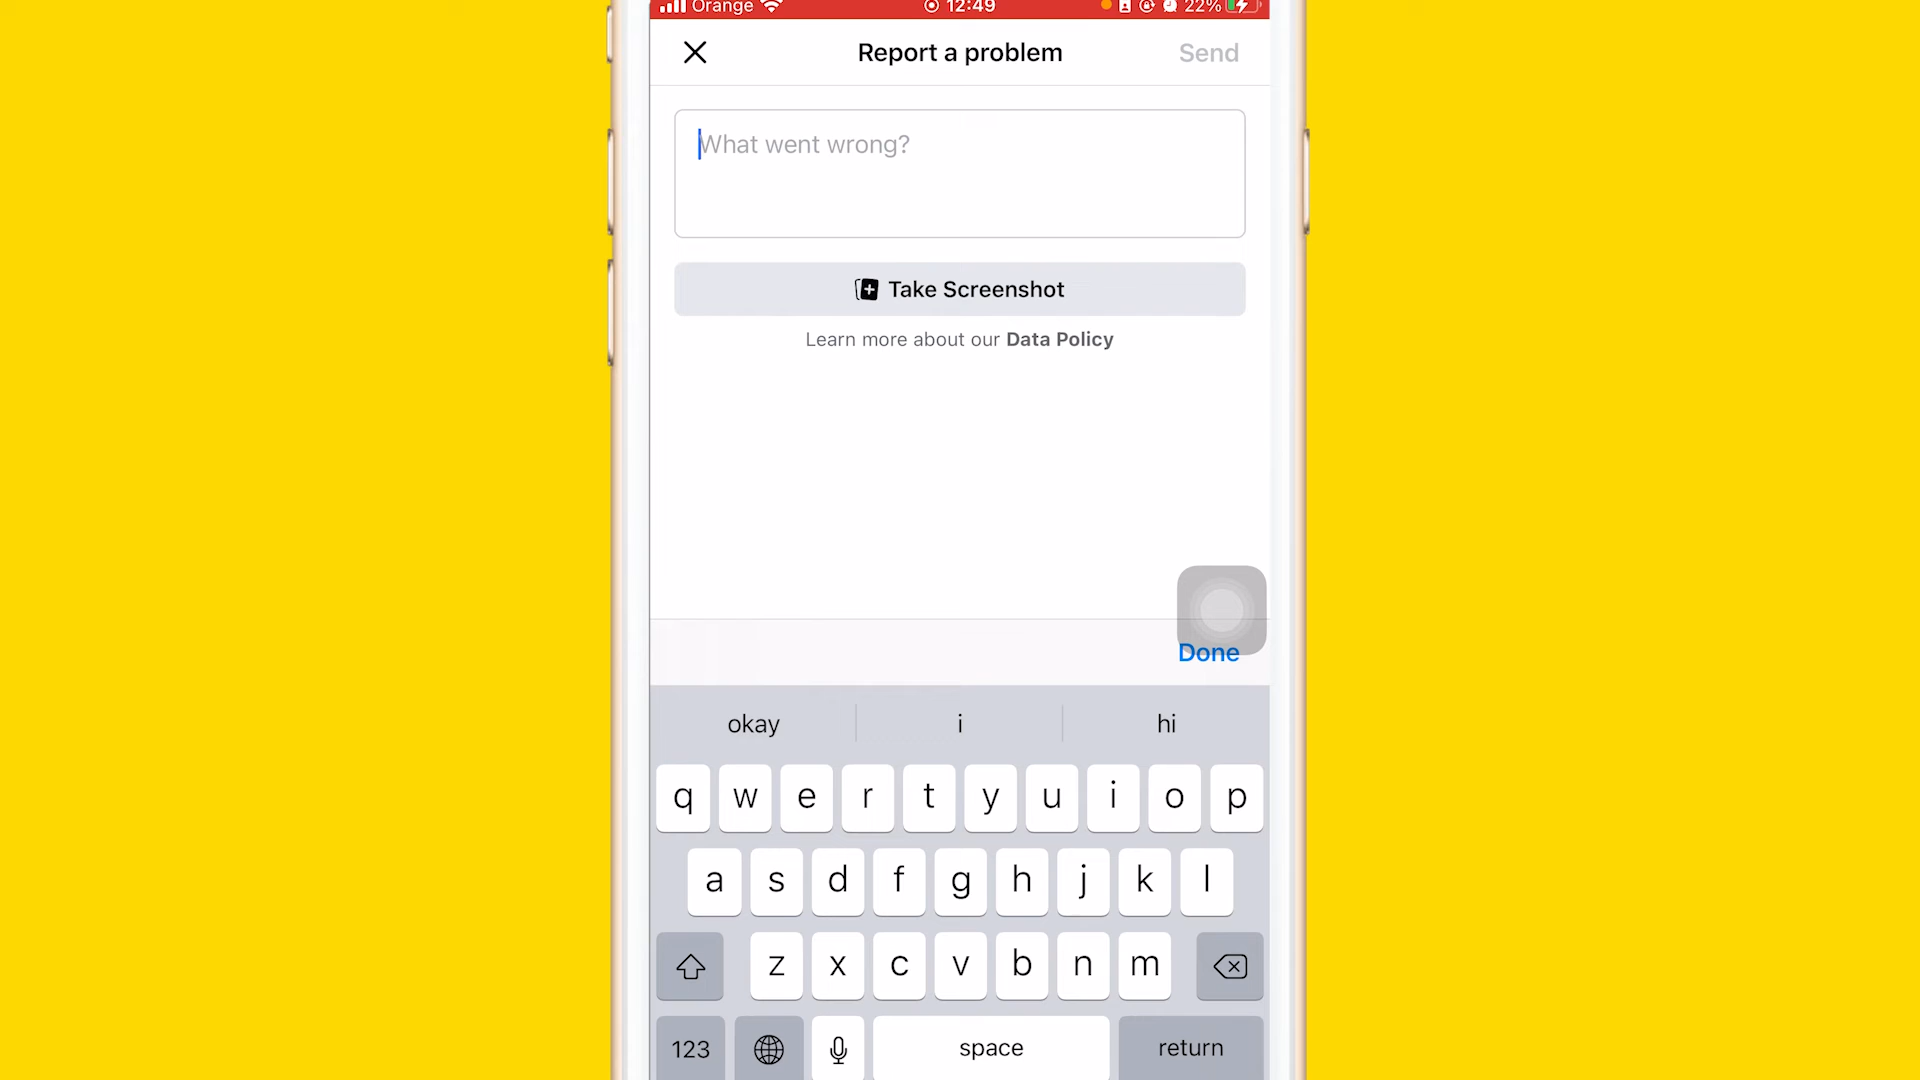 Orange 12:49 22%
Report a problem Send
What went wrong?
Take Screenshot
Learn more about our Data Policy
Done
okay i hi
q w e r t y u i o p
a s d f g h j k l
z x c v b n m
123 space return